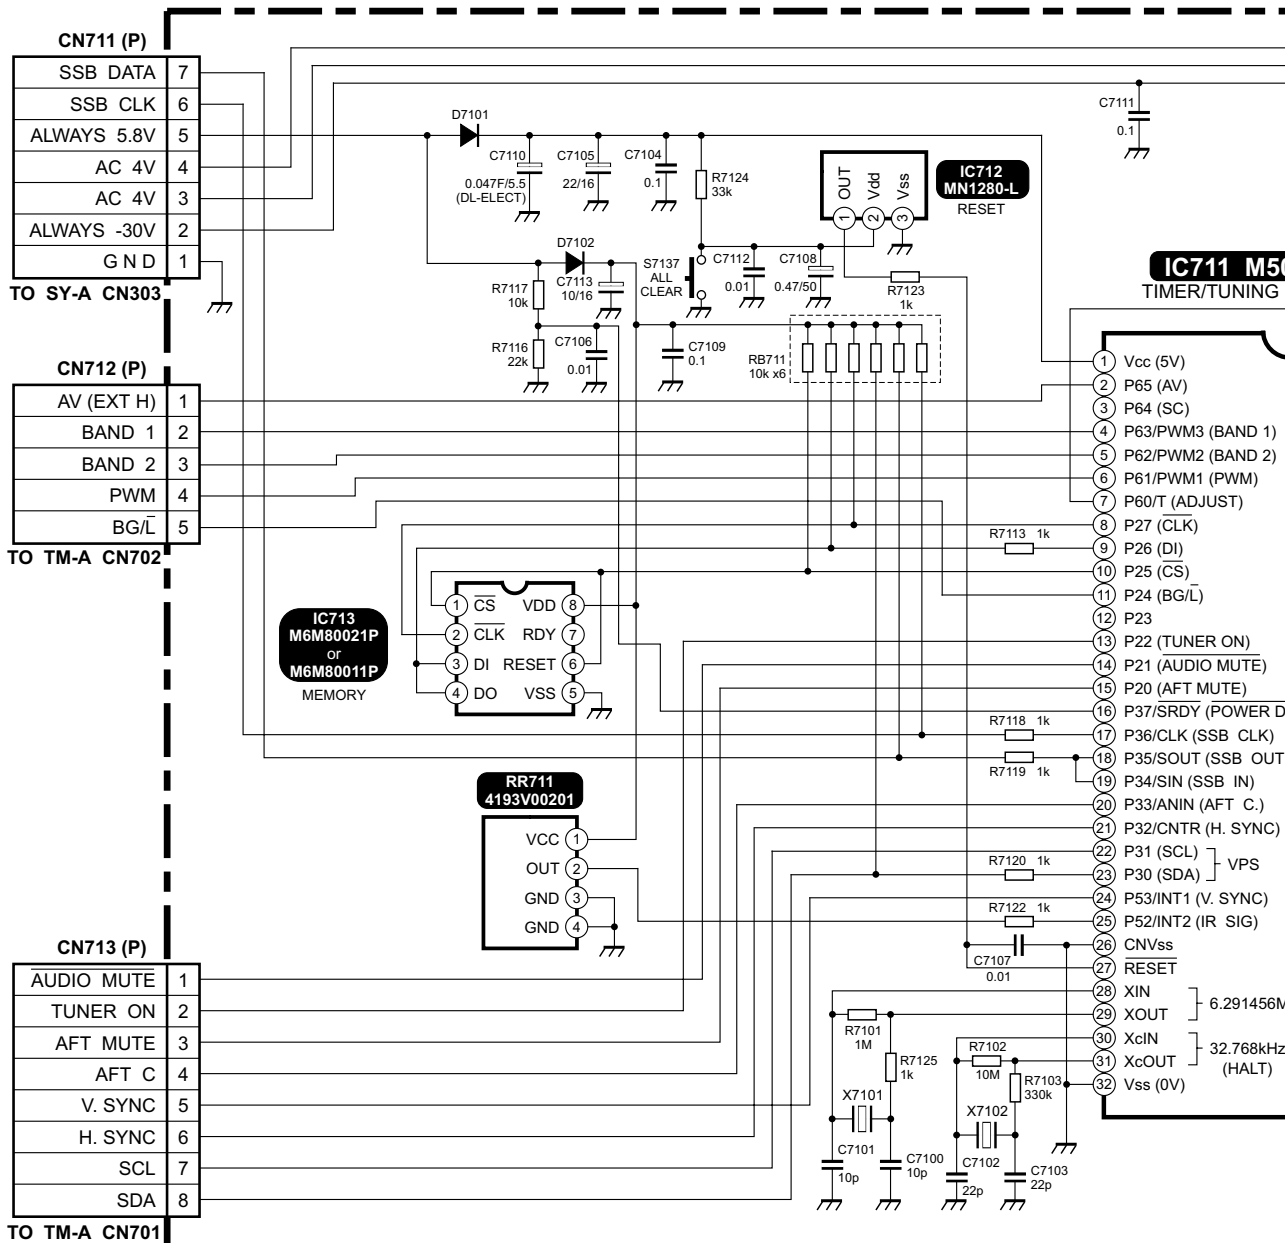 CN711 (P)
SSB DATA 7
SSB CLK 6
ALWAYS 5.8V 5
AC 4V 4
AC 4V 3
ALWAYS -30V 2
G N D 1
TO SY-A CN303
CN712 (P)
AV (EXT H) 1
BAND 1 2
BAND 2 3
PWM 4
BG/L̅ 5
TO TM-A CN702
CN713 (P)
A̅U̅D̅I̅O̅ M̅U̅T̅E̅ 1
TUNER ON 2
AFT MUTE 3
AFT C 4
V. SYNC 5
H. SYNC 6
SCL 7
SDA 8
TO TM-A CN701
D7101
C7110
0.047F/5.5
(DL-ELECT)
C7105
22/16
C7104
0.1
R7124
33k
OUT
Vdd
Vss
1 2 3
IC712
MN1280-L
RESET
C7111
0.1
D7102
C7113
10/16
R7117
10k
R7116
22k
C7106
0.01
S7137
ALL
CLEAR
C7112
0.01
C7108
0.47/50
R7123
1k
C7109
0.1
RB711
10k x6
IC713
M6M80021P
or
M6M80011P
MEMORY
1 C̅S̅ VDD 8
2 C̅L̅K̅ RDY 7
3 DI RESET 6
4 DO VSS 5
RR711
4193V00201
VCC 1
OUT 2
GND 3
GND 4
R7113 1k
R7118 1k
R7119 1k
R7120 1k
R7122 1k
C7107
0.01
R7101
1M
R7125
1k
X7101
C7101
10p
C7100
10p
R7102
10M
R7103
330k
X7102
C7102
22p
C7103
22p
IC711 M50
TIMER/TUNING
1 Vcc (5V)
2 P65 (AV)
3 P64 (SC)
4 P63/PWM3 (BAND 1)
5 P62/PWM2 (BAND 2)
6 P61/PWM1 (PWM)
7 P60/T (ADJUST)
8 P27 (C̅L̅K̅)
9 P26 (DI)
10 P25 (C̅S̅)
11 P24 (BG/L̅)
12 P23
13 P22 (TUNER ON)
14 P21 (A̅U̅D̅I̅O̅ M̅U̅T̅E̅)
15 P20 (AFT MUTE)
16 P37/S̅R̅D̅Y̅ (P̅O̅W̅E̅R̅ D̅
17 P36/CLK (SSB CLK)
18 P35/SOUT (SSB OUT
19 P34/SIN (SSB IN)
20 P33/ANIN (AFT C.)
21 P32/CNTR (H. SYNC)
22 P31 (SCL)
23 P30 (SDA)
VPS
24 P53/INT1 (V. SYNC)
25 P52/INT2 (IR SIG)
26 CNVss
27 R̅E̅S̅E̅T̅
28 XIN
29 XOUT
6.291456M
30 XcIN
31 XcOUT
32.768kHz
(HALT)
32 Vss (0V)